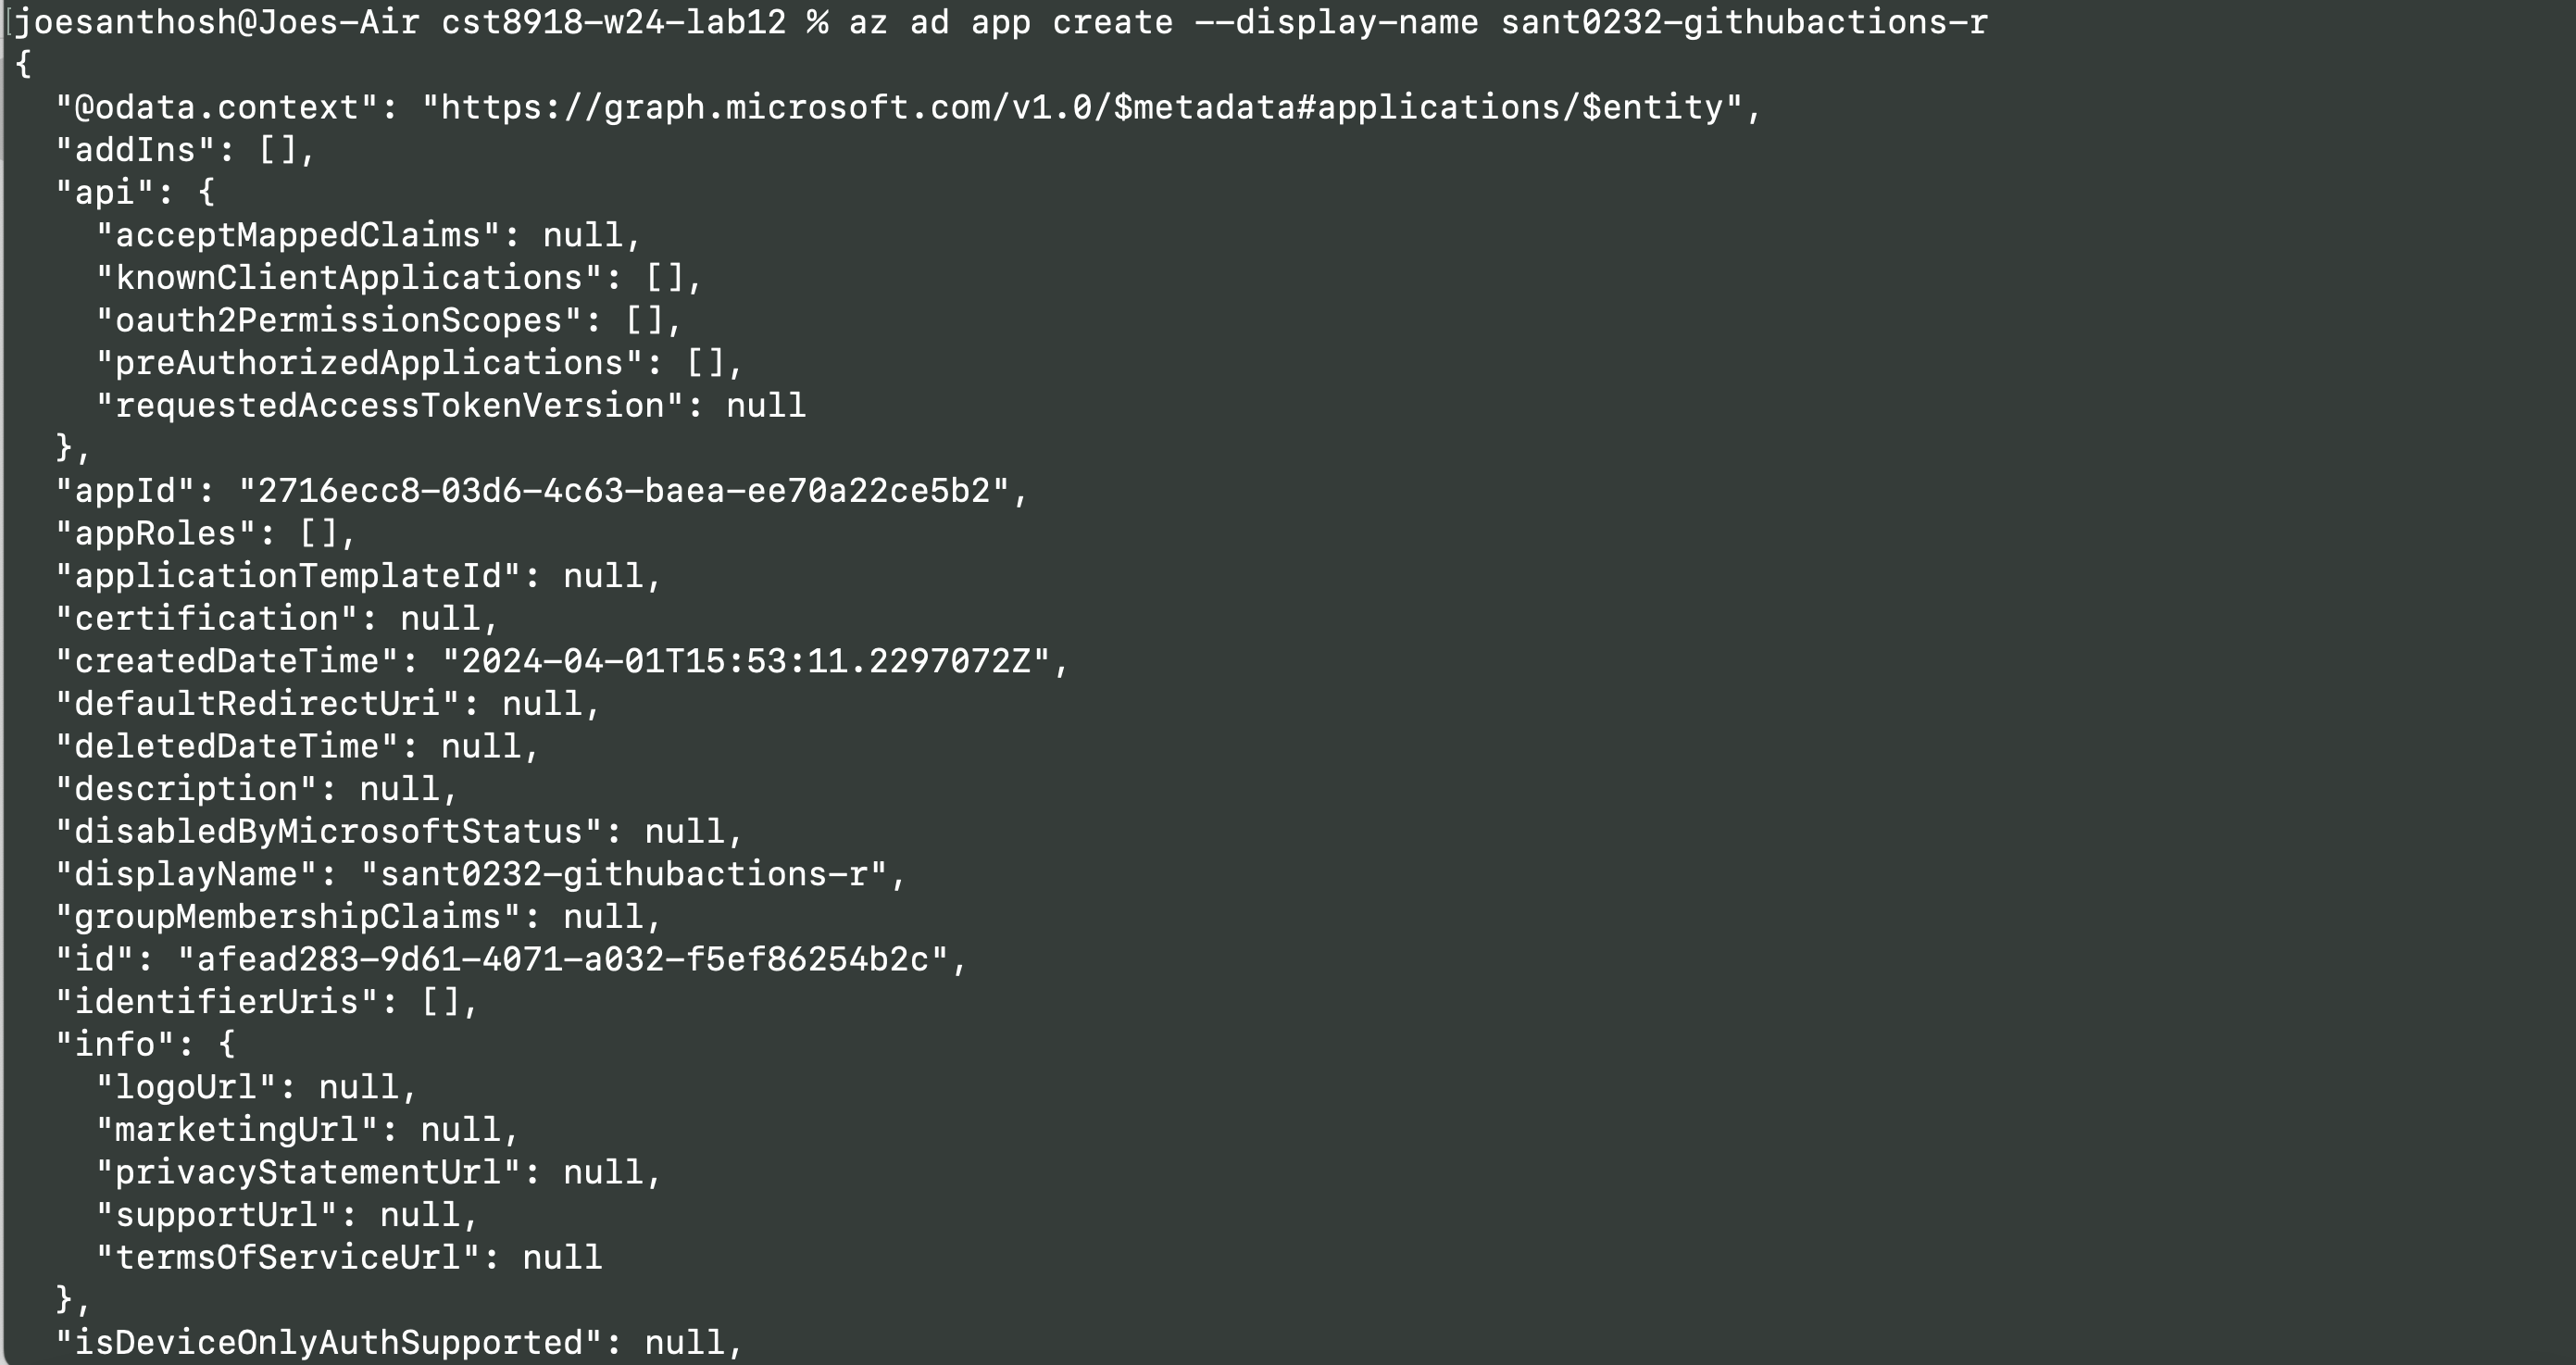 joesanthosh@Joes-Air cst8918-w24-lab12 % az ad app create --display-name sant0232-githubactions-r
{
  "@odata.context": "https://graph.microsoft.com/v1.0/$metadata#applications/$entity",
  "addIns": [],
  "api": {
    "acceptMappedClaims": null,
    "knownClientApplications": [],
    "oauth2PermissionScopes": [],
    "preAuthorizedApplications": [],
    "requestedAccessTokenVersion": null
  },
  "appId": "2716ecc8-03d6-4c63-baea-ee70a22ce5b2",
  "appRoles": [],
  "applicationTemplateId": null,
  "certification": null,
  "createdDateTime": "2024-04-01T15:53:11.2297072Z",
  "defaultRedirectUri": null,
  "deletedDateTime": null,
  "description": null,
  "disabledByMicrosoftStatus": null,
  "displayName": "sant0232-githubactions-r",
  "groupMembershipClaims": null,
  "id": "afead283-9d61-4071-a032-f5ef86254b2c",
  "identifierUris": [],
  "info": {
    "logoUrl": null,
    "marketingUrl": null,
    "privacyStatementUrl": null,
    "supportUrl": null,
    "termsOfServiceUrl": null
  },
  "isDeviceOnlyAuthSupported": null,